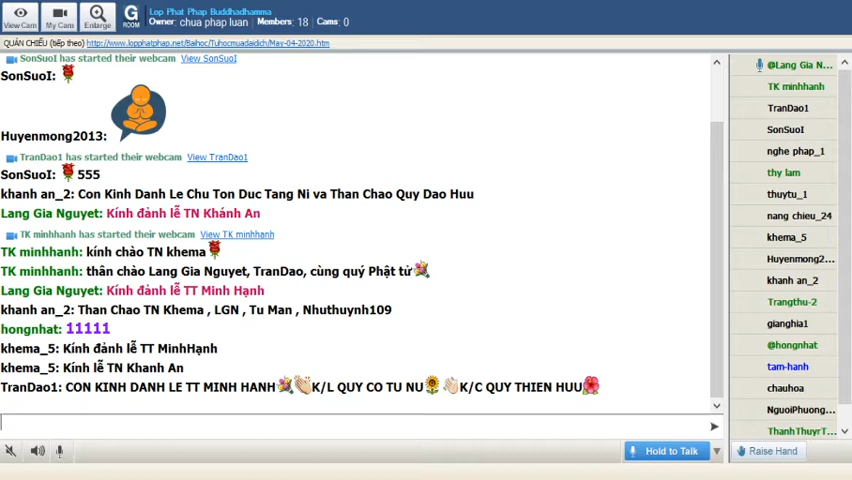 Lop Phat Phap Buddhadhamma
Owner: chua phap luan Members: 18 Cams: 0
View Cam
My Cam
Enlarge
G
ROOM
QUÁN CHIẾU (tiếp theo) http://www.lopphatphap.net/Baihoc/Tuhocmuadaidich/May-04-2020.htm
SonSuoI has started their webcam View SonSuoI
SonSuoI:
Huyenmong2013:
TranDao1 has started their webcam View TranDao1
SonSuoI: 555
khanh an_2: Con Kinh Danh Le Chu Ton Duc Tang Ni va Than Chao Quy Dao Huu
Lang Gia Nguyet: Kính đảnh lễ TN Khánh An
TK minhhanh has started their webcam View TK minhhanh
TK minhhanh: kính chào TN khema
TK minhhanh: thân chào Lang Gia Nguyet, TranDao, cùng quý Phật tử
Lang Gia Nguyet: Kính đảnh lễ TT Minh Hạnh
khanh an_2: Than Chao TN Khema , LGN , Tu Man , Nhuthuynh109
hongnhat: 11111
khema_5: Kính đảnh lễ TT MinhHạnh
khema_5: Kính lễ TN Khanh An
TranDao1: CON KINH DANH LE TT MINH HANH K/L QUY CO TU NU K/C QUY THIEN HUU
@Lang Gia N...
TK minhhanh
TranDao1
SonSuoI
nghe phap_1
thy lam
thuytu_1
nang chieu_24
khema_5
Huyenmong2...
khanh an_2
Trangthu-2
gianghia1
@hongnhat
tam-hanh
chauhoa
NguoiPhuong...
ThanhThuyrT...
Hold to Talk
Raise Hand